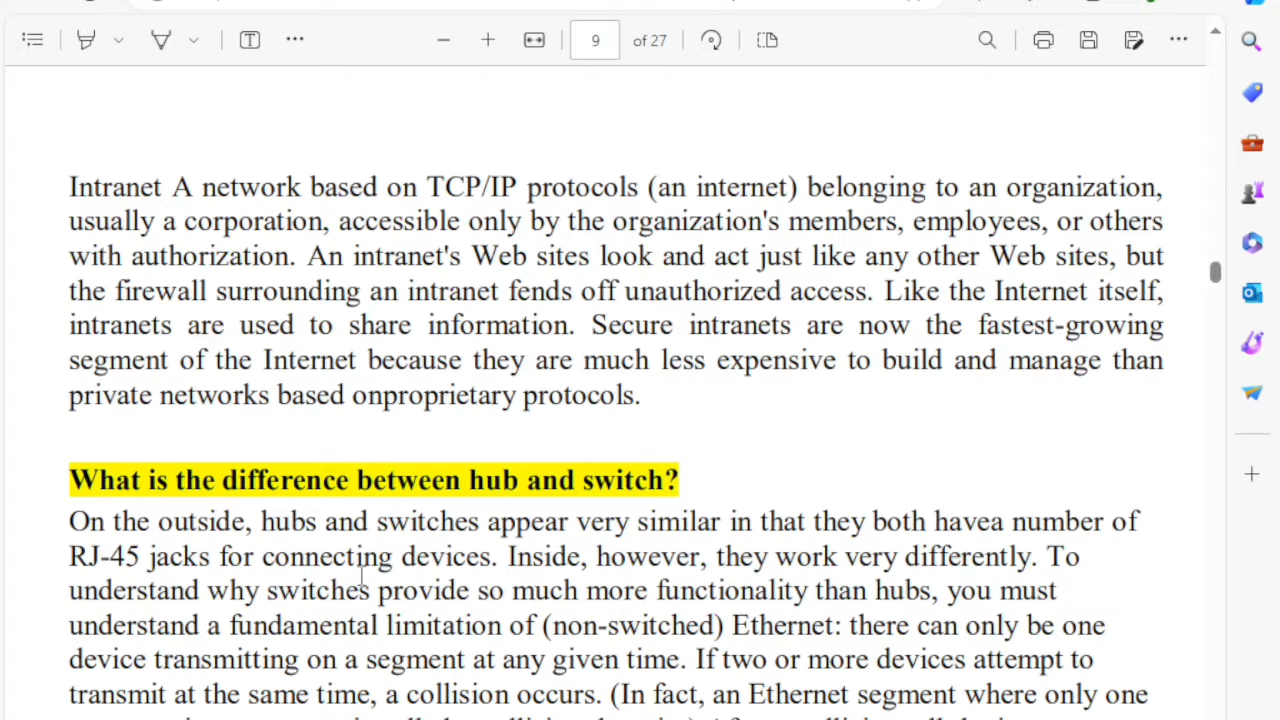 9 of 27
Intranet A network based on TCP/IP protocols (an internet) belonging to an organization,
usually a corporation, accessible only by the organization's members, employees, or others
with authorization. An intranet's Web sites look and act just like any other Web sites, but
the firewall surrounding an intranet fends off unauthorized access. Like the Internet itself,
intranets are used to share information. Secure intranets are now the fastest-growing
segment of the Internet because they are much less expensive to build and manage than
private networks based onproprietary protocols.
What is the difference between hub and switch?
On the outside, hubs and switches appear very similar in that they both havea number of
RJ-45 jacks for connecting devices. Inside, however, they work very differently. To
understand why switches provide so much more functionality than hubs, you must
understand a fundamental limitation of (non-switched) Ethernet: there can only be one
device transmitting on a segment at any given time. If two or more devices attempt to
transmit at the same time, a collision occurs. (In fact, an Ethernet segment where only one